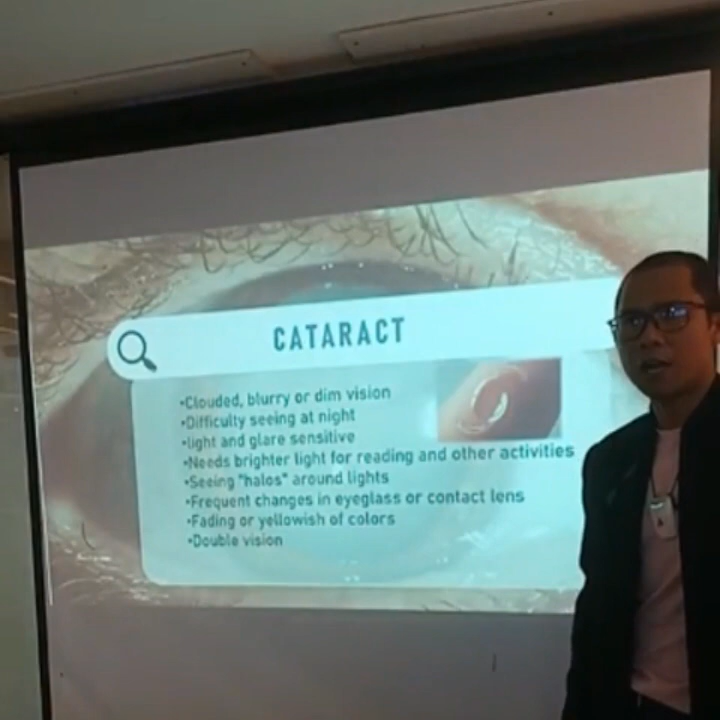 CATARACT
•Clouded, blurry or dim vision
•Difficulty seeing at night
•light and glare sensitive
•Needs brighter light for reading and other activities
•Seeing "halos" around lights
•Frequent changes in eyeglass or contact lens
•Fading or yellowish of colors
•Double vision